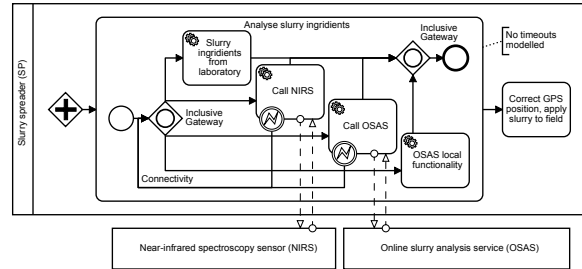 Slurry spreader (SP)
Analyse slurry ingridients
Slurry
ingridients
from
laboratory
Inclusive
Gateway
No timeouts
modelled
Call NIRS
Inclusive
Gateway
Call OSAS
Correct GPS
position, apply
slurry to field
OSAS local
functionality
Connectivity
Near-infrared spectroscopy sensor (NIRS)
Online slurry analysis service (OSAS)